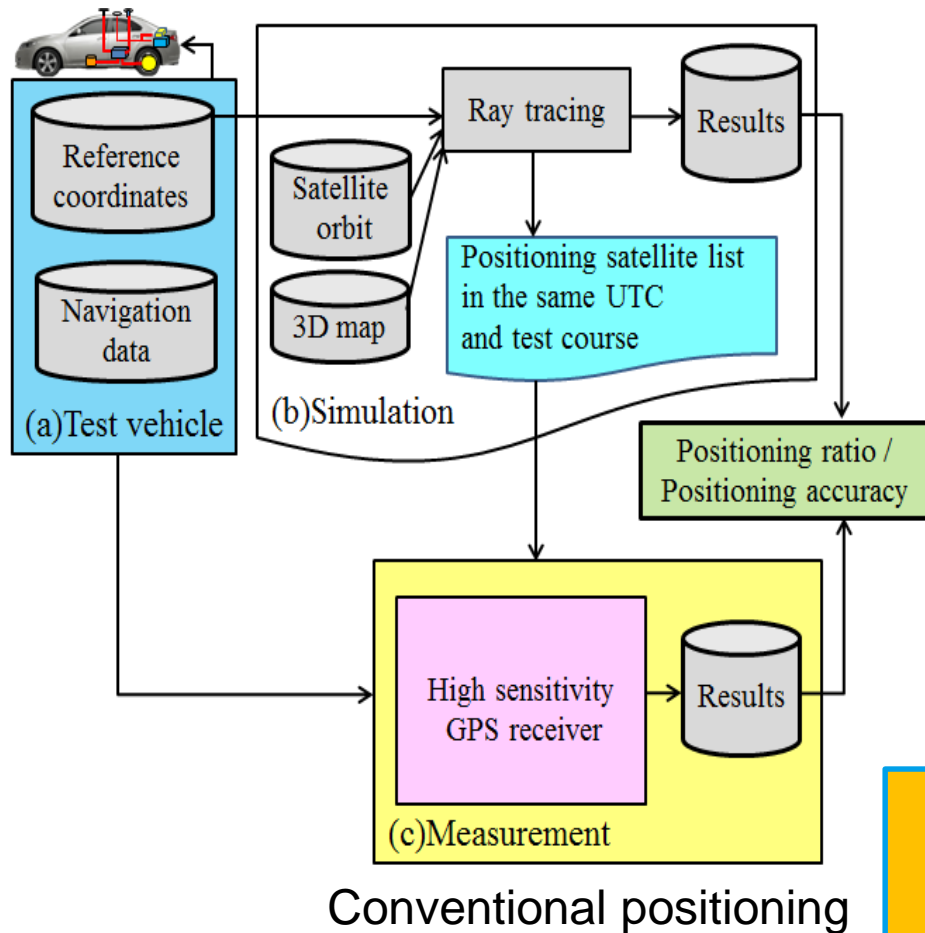 Reference
coordinates
Navigation
data
(a)Test vehicle
Ray tracing
Results
Satellite
orbit
3D map
Positioning satellite list
in the same UTC
and test course
(b)Simulation
Positioning ratio /
Positioning accuracy
High sensitivity
GPS receiver
Results
(c)Measurement
Conventional positioning